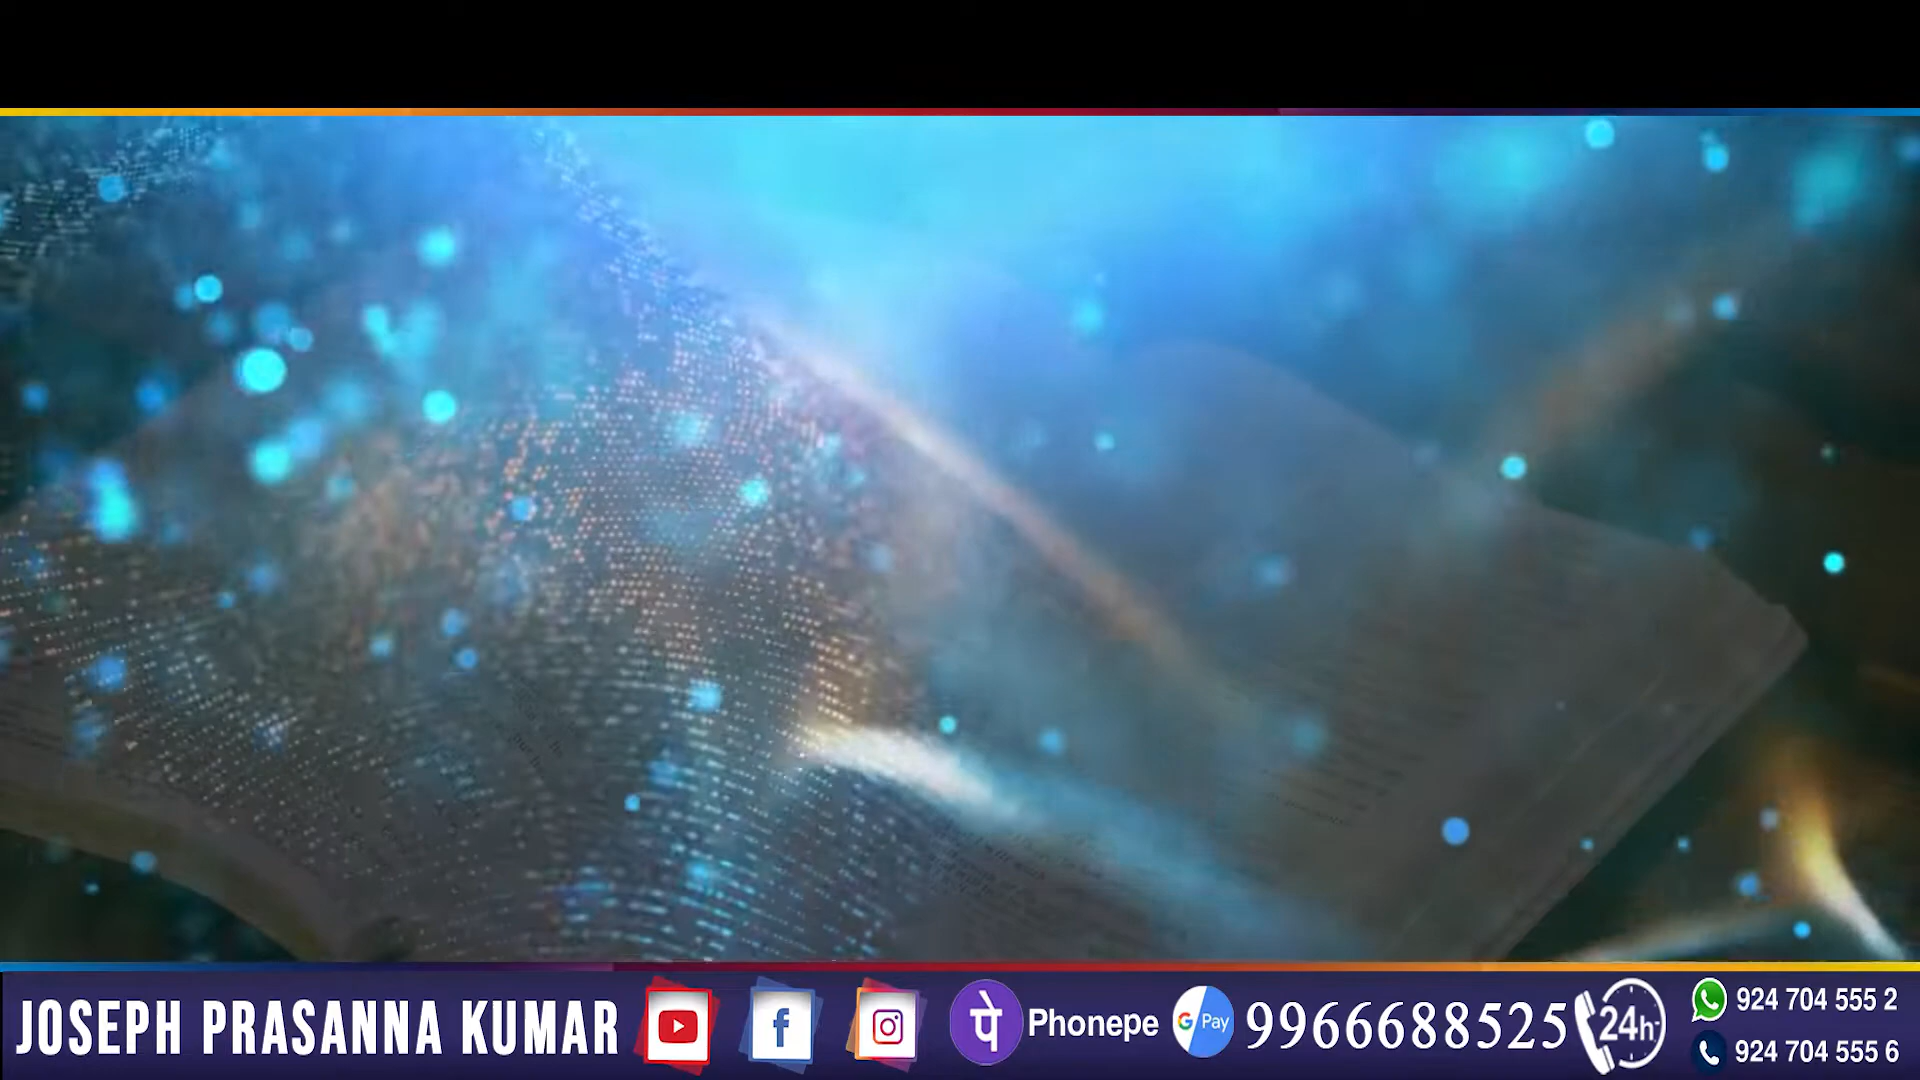 JOSEPH PRASANNA KUMAR
पे Phonepe
G Pay
9966688525
24h
924 704 555 2
924 704 555 6